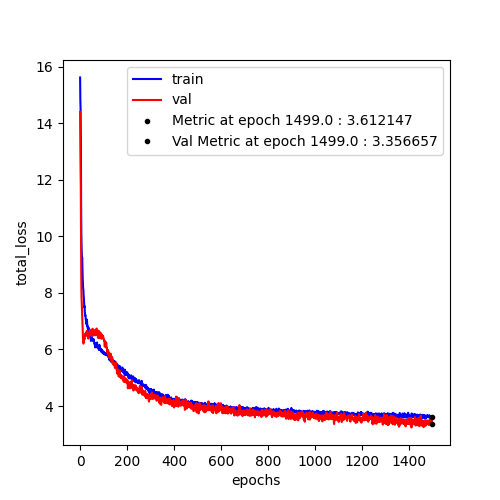 16
14
12
10
8
6
4
total_loss
train
val
Metric at epoch 1499.0 : 3.612147
Val Metric at epoch 1499.0 : 3.356657
0 200 400 600 800 1000 1200 1400
epochs